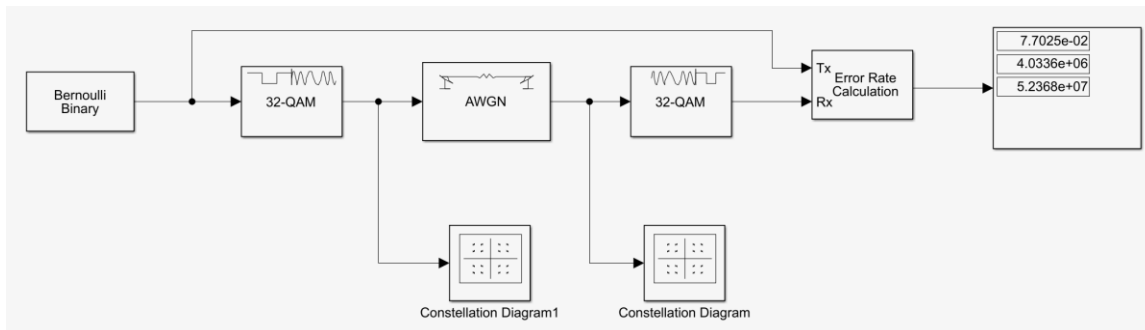 Bernoulli
Binary
32-QAM
AWGN
32-QAM
Tx
Rx
Error Rate
Calculation
7.7025e-02
4.0336e+06
5.2368e+07
Constellation Diagram1
Constellation Diagram